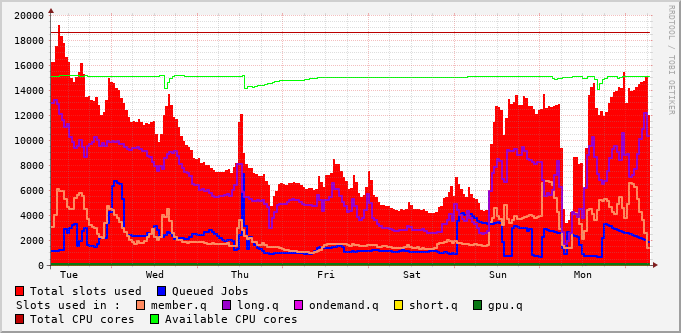 20000
18000
16000
14000
12000
10000
8000
6000
4000
2000
0
Tue Wed Thu Fri Sat Sun Mon
RRDTOOL / TOBI OETIKER
Total slots used Queued Jobs
Slots used in : member.q long.q ondemand.q short.q gpu.q
Total CPU cores Available CPU cores